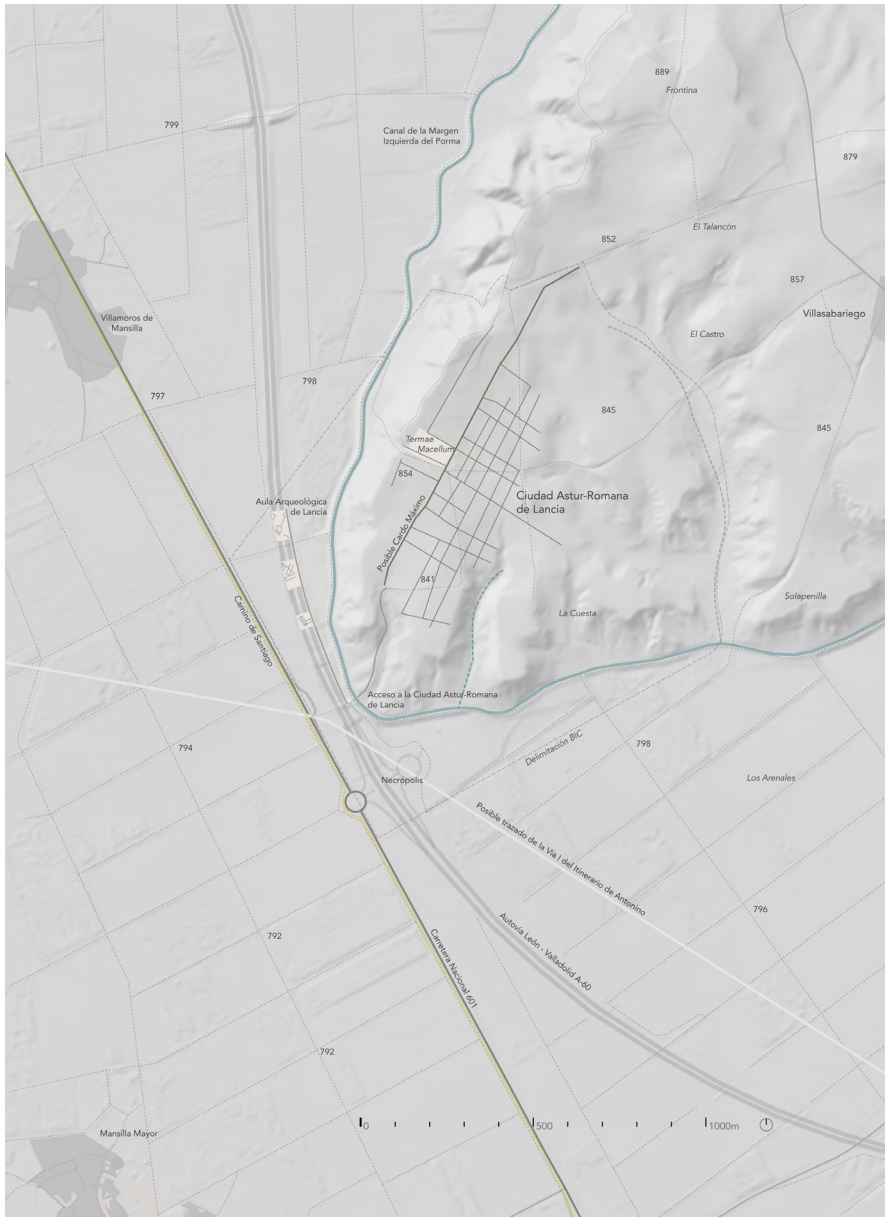 889
Frontina
799
Canal de la Margen
Izquierda del Porma
879
El Talancón
852
857
Villasabariego
Villamoros de
Mansilla
El Castro
798
797
845
845
Termae
Macellum
854
Ciudad Astur-Romana
de Lancia
Aula Arqueológica
de Lancia
Posible Cardo Máximo
841
Solapenilla
La Cuesta
Camino de Santiago
Acceso a la Ciudad Astur-Romana
de Lancia
794
798
Delimitación BIC
Necrópolis
Los Arenales
Posible trazado de la Vía I del Itinerario de Antonino
796
792
Autovía León - Valladolid A-60
Carretera Nacional 601
792
0
500
1000m
Mansilla Mayor